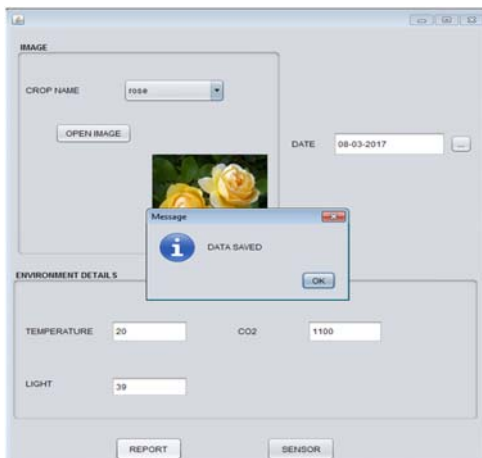 IMAGE
CROP NAME rose
OPEN IMAGE
DATE 08-03-2017 ...
Message
DATA SAVED
OK
ENVIRONMENT DETAILS
TEMPERATURE 20 CO2 1100
LIGHT 39
REPORT SENSOR